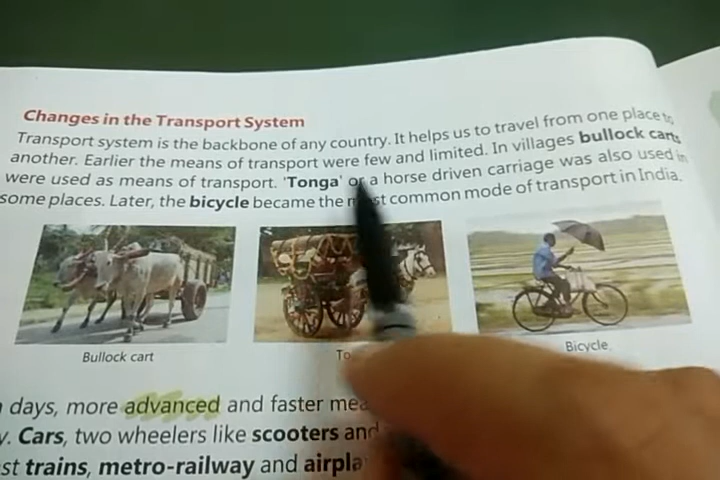 Changes in the Transport System
Transport system is the backbone of any country. It helps us to travel from one place to
another. Earlier the means of transport were few and limited. In villages bullock carts
were used as means of transport. 'Tonga' or a horse driven carriage was also used in
some places. Later, the bicycle became the most common mode of transport in India.
Bullock cart
Bicycle
days, more advanced and faster
Cars, two wheelers like scooters and
trains, metro-railway and